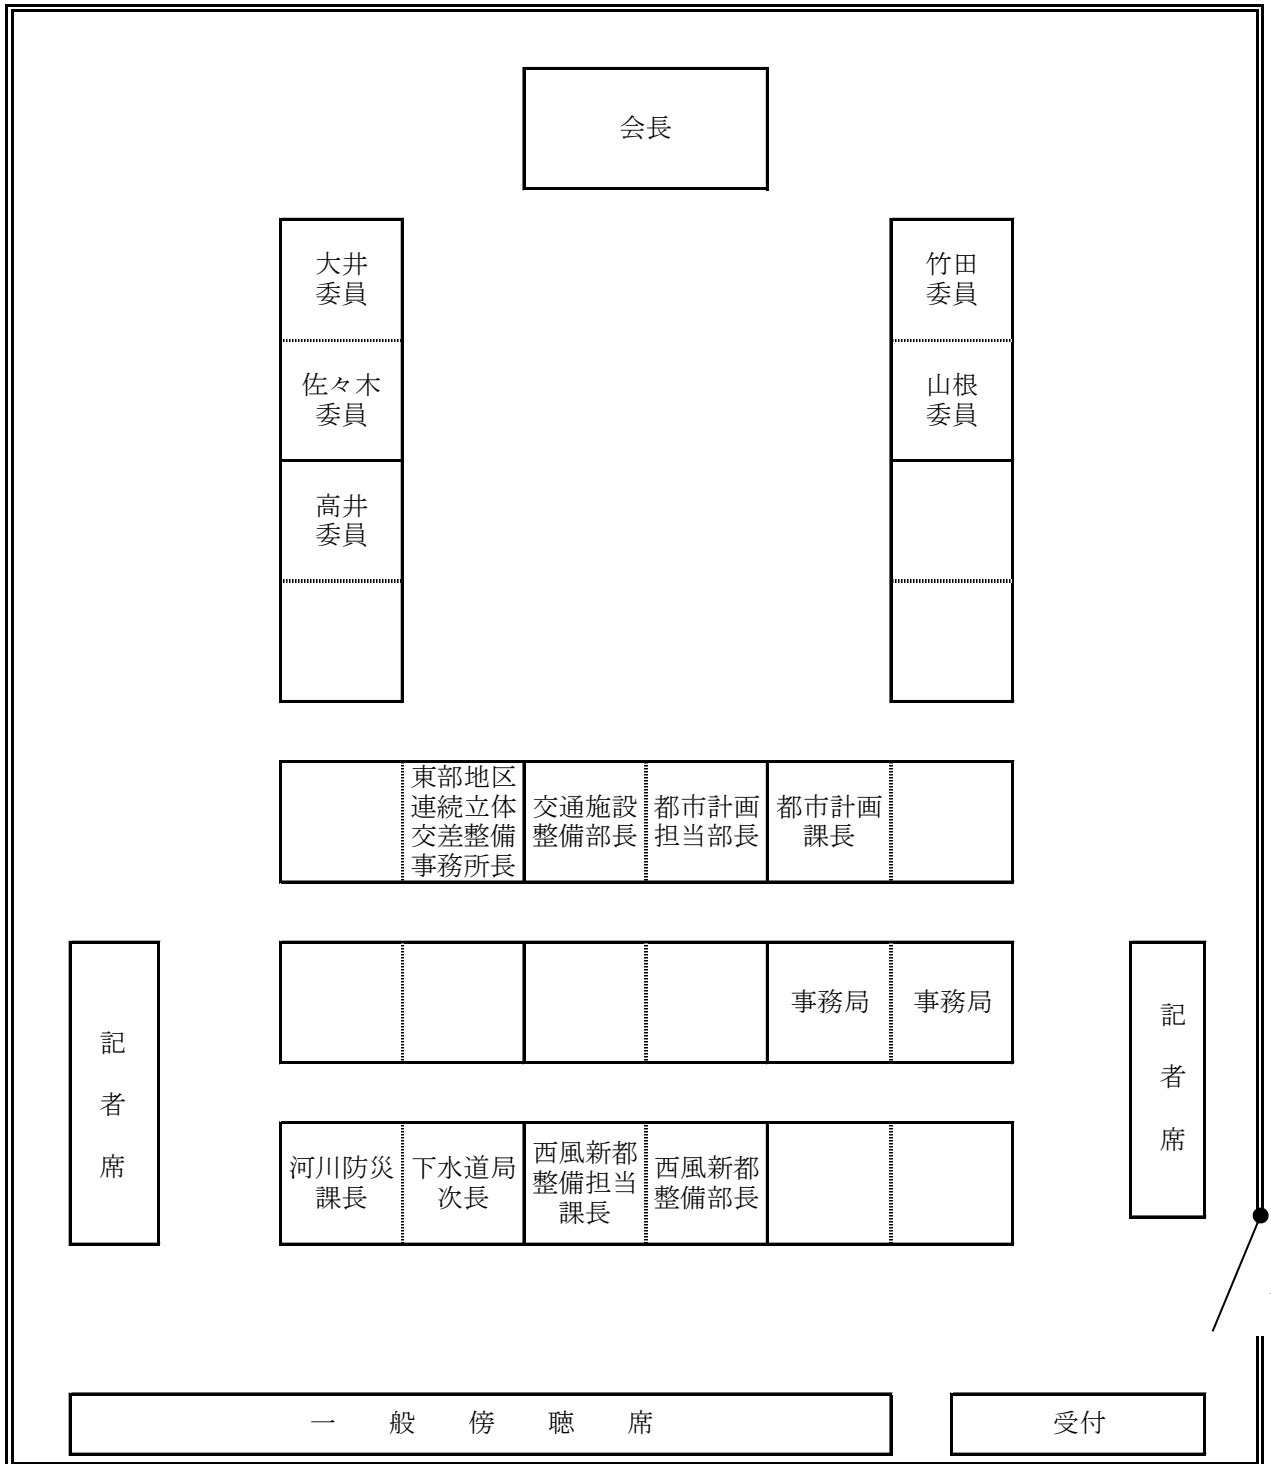 会長
大井
委員
竹田
委員
佐々木
委員
山根
委員
高井
委員
東部地区
連続立体
交差整備
事務所長
交通施設
整備部長
都市計画
担当部長
都市計画
課長
記者席
事務局
事務局
記者席
河川防災
課長
下水道局
次長
西風新都
整備担当
課長
西風新都
整備部長
一般傍聴席
受付